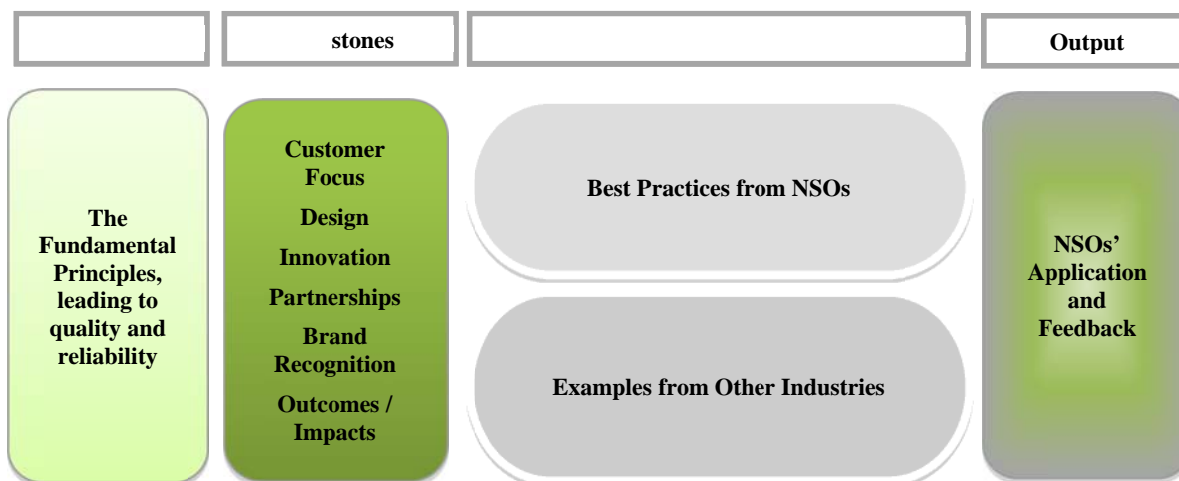 stones
Output
The
Fundamental
Principles,
leading to
quality and
reliability
Customer
Focus
Design
Innovation
Partnerships
Brand
Recognition
Outcomes /
Impacts
Best Practices from NSOs
Examples from Other Industries
NSOs’
Application
and
Feedback